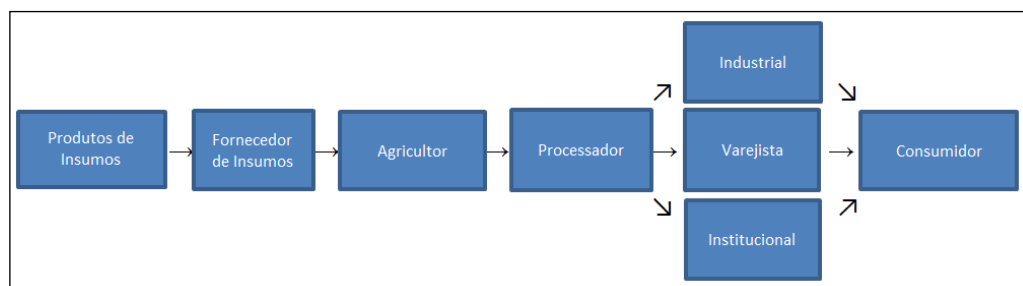 Produtos de
Insumos
Fornecedor
de Insumos
Agricultor
Processador
Industrial
Varejista
Institucional
Consumidor